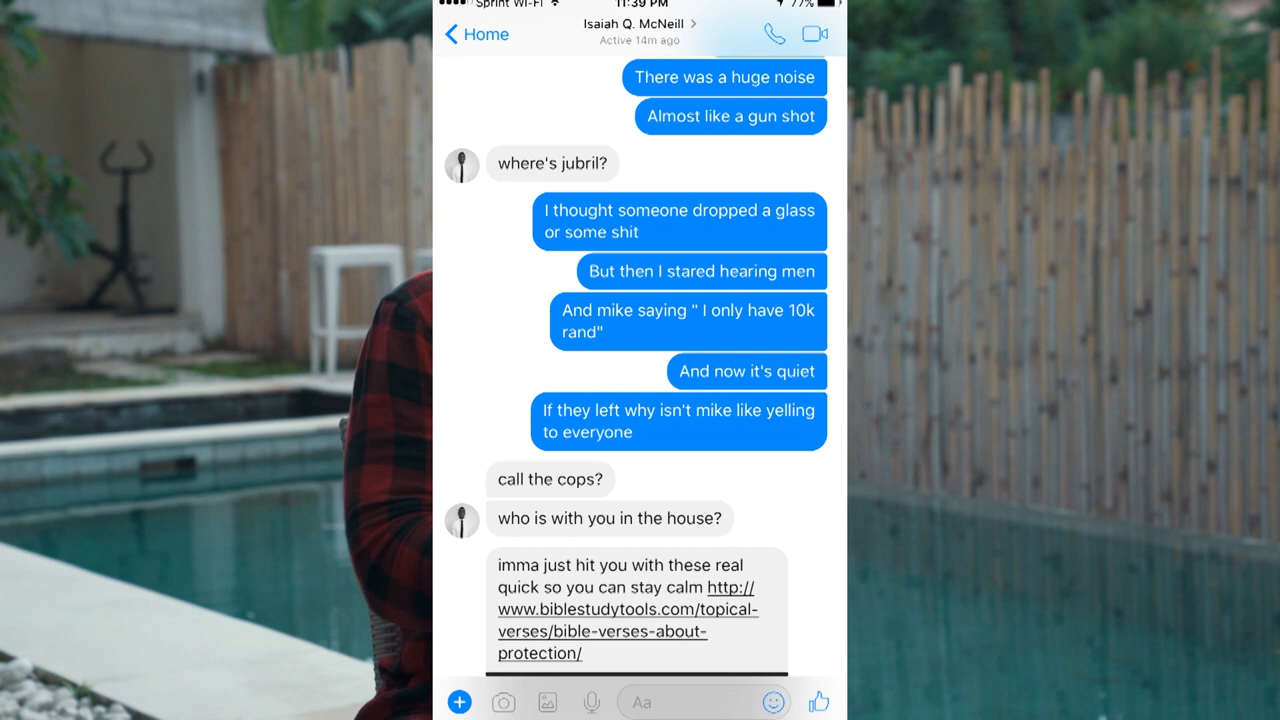 Sprint Wi-Fi 11:39 PM 77%
Home
Isaiah Q. McNeill
Active 14m ago
There was a huge noise
Almost like a gun shot
where's jubril?
I thought someone dropped a glass
or some shit
But then I stared hearing men
And mike saying " I only have 10k
rand"
And now it's quiet
If they left why isn't mike like yelling
to everyone
call the cops?
who is with you in the house?
imma just hit you with these real
quick so you can stay calm http://
www.biblestudytools.com/topical-
verses/bible-verses-about-
protection/
Aa